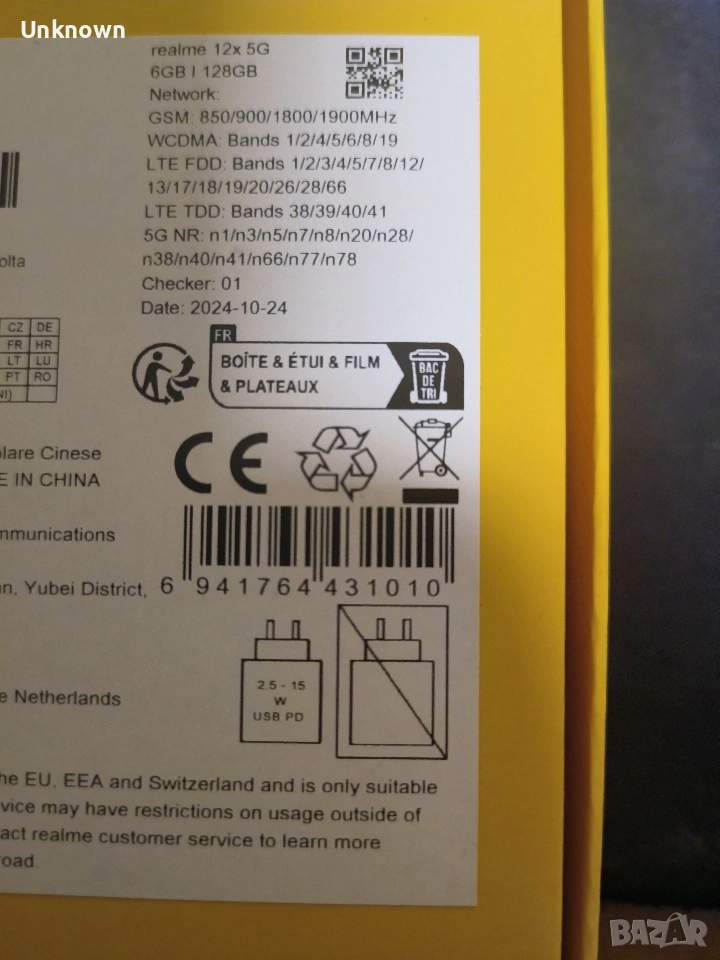 Unknown
realme 12x 5G
6GB | 128GB
Network:
GSM: 850/900/1800/1900MHz
WCDMA: Bands 1/2/4/5/6/8/19
LTE FDD: Bands 1/2/3/4/5/7/8/12/
13/17/18/19/20/26/28/66
LTE TDD: Bands 38/39/40/41
5G NR: n1/n3/n5/n7/n8/n20/n28/
n38/n40/n41/n66/n77/n78
Checker: 01
Date: 2024-10-24
olta
CZ DE
FR HR
LT LU
PT RO
NI)
FR
BOÎTE & ÉTUI & FILM
& PLATEAUX
BAC
DE
TRI
olare Cinese
E IN CHINA
CE
mmunications
n, Yubei District,
6 941764 431010
2.5 - 15
W
USB PD
e Netherlands
he EU, EEA and Switzerland and is only suitable
vice may have restrictions on usage outside of
act realme customer service to learn more
road.
BAZAR